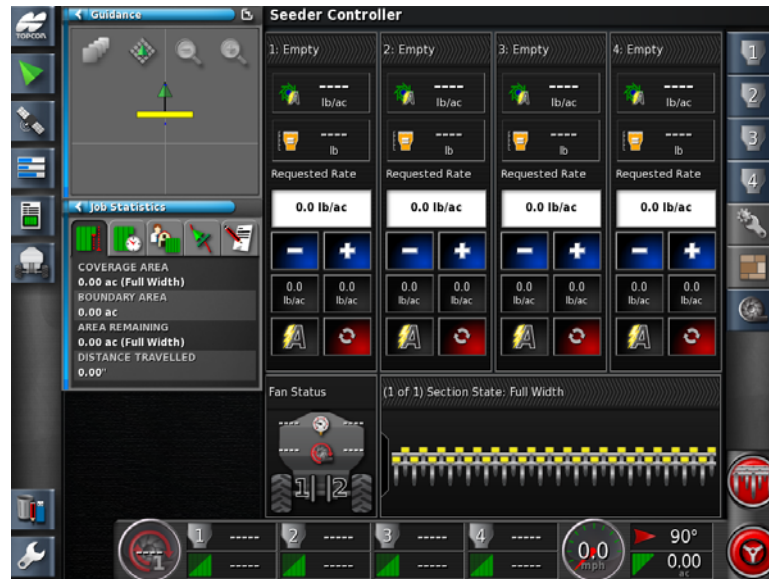 TOPCON
Guidance
Seeder Controller
1: Empty
2: Empty
3: Empty
4: Empty
----
lb/ac
----
lb/ac
----
lb/ac
----
lb/ac
----
lb
----
lb
----
lb
----
lb
Requested Rate
Requested Rate
Requested Rate
Requested Rate
0.0 lb/ac
0.0 lb/ac
0.0 lb/ac
0.0 lb/ac
0.0
lb/ac
0.0
lb/ac
0.0
lb/ac
0.0
lb/ac
0.0
lb/ac
0.0
lb/ac
0.0
lb/ac
0.0
lb/ac
A
A
A
A
1
2
3
4
Job Statistics
COVERAGE AREA
0.00 ac (Full Width)
BOUNDARY AREA
0.00 ac
AREA REMAINING
0.00 ac (Full Width)
DISTANCE TRAVELLED
0.00"
Fan Status
----
----
----
1 2
(1 of 1) Section State: Full Width
----
1
1 -----
-----
2 -----
-----
3 -----
-----
4 -----
-----
0.0
mph
90°
0.00
ac